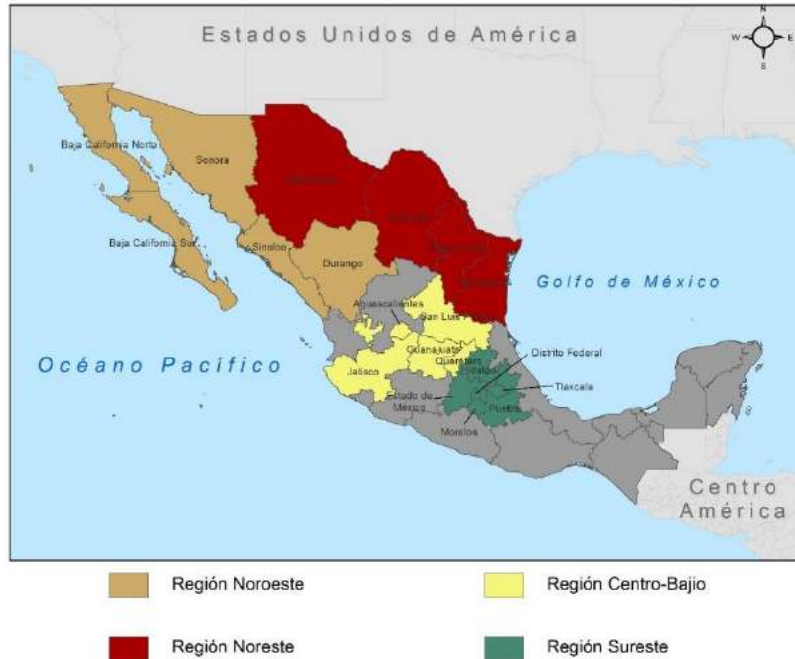 Estados Unidos de América
N
W
E
S
Baja California Norte
Sonora
Sinaloa
Baja California Sur
Durango
Golfo de México
Aguascalientes
San Luis
Océano Pacífico
Guanajuato
Querétaro
Distrito Federal
Jalisco
Hidalgo
Tlaxcala
Estado de
México
Puebla
Morelos
Centro
América
Región Noroeste
Región Centro-Bajío
Región Noreste
Región Sureste